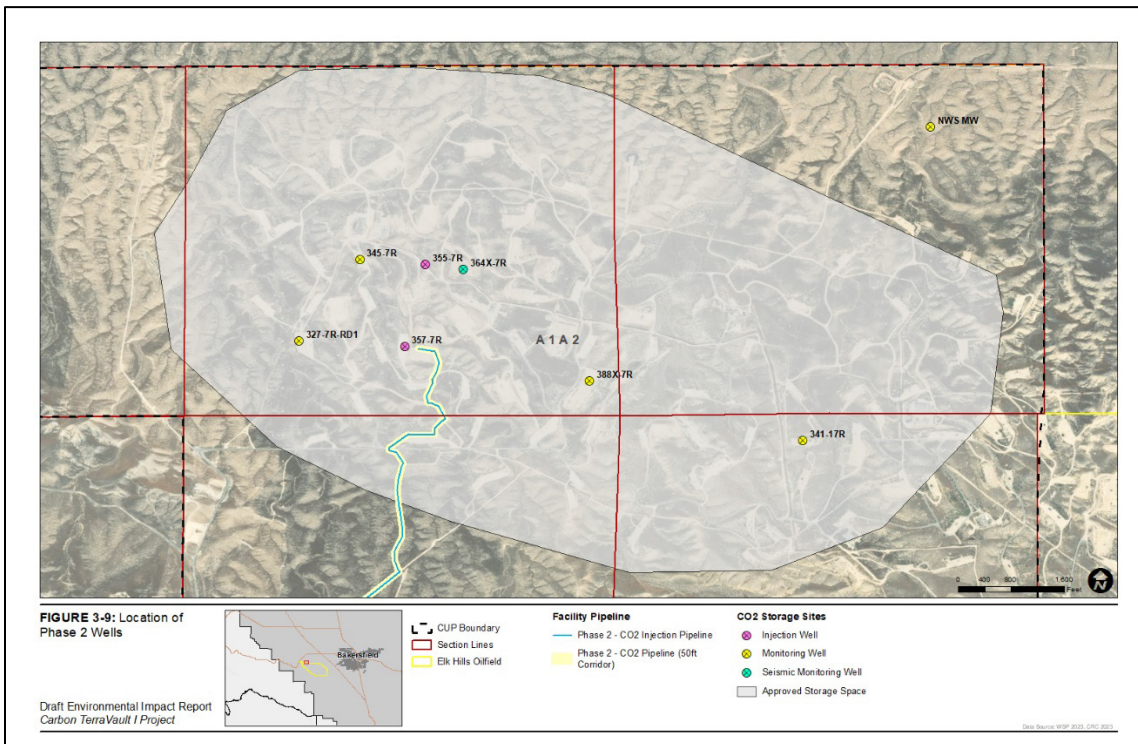 NWS MW
345-7R
355-7R
364X-7R
327-7R-RD1
357-7R
A1A2
388X-7R
341-17R
0 400 800 1,600
Feet
N
FIGURE 3-9: Location of
Phase 2 Wells
Draft Environmental Impact Report
Carbon TerraVault I Project
Bakersfield
CUP Boundary
Section Lines
Elk Hills Oilfield
Facility Pipeline
Phase 2 - CO2 Injection Pipeline
Phase 2 - CO2 Pipeline (50ft
Corridor)
CO2 Storage Sites
Injection Well
Monitoring Well
Seismic Monitoring Well
Approved Storage Space
Data Source: WSP 2023, CRC 2023